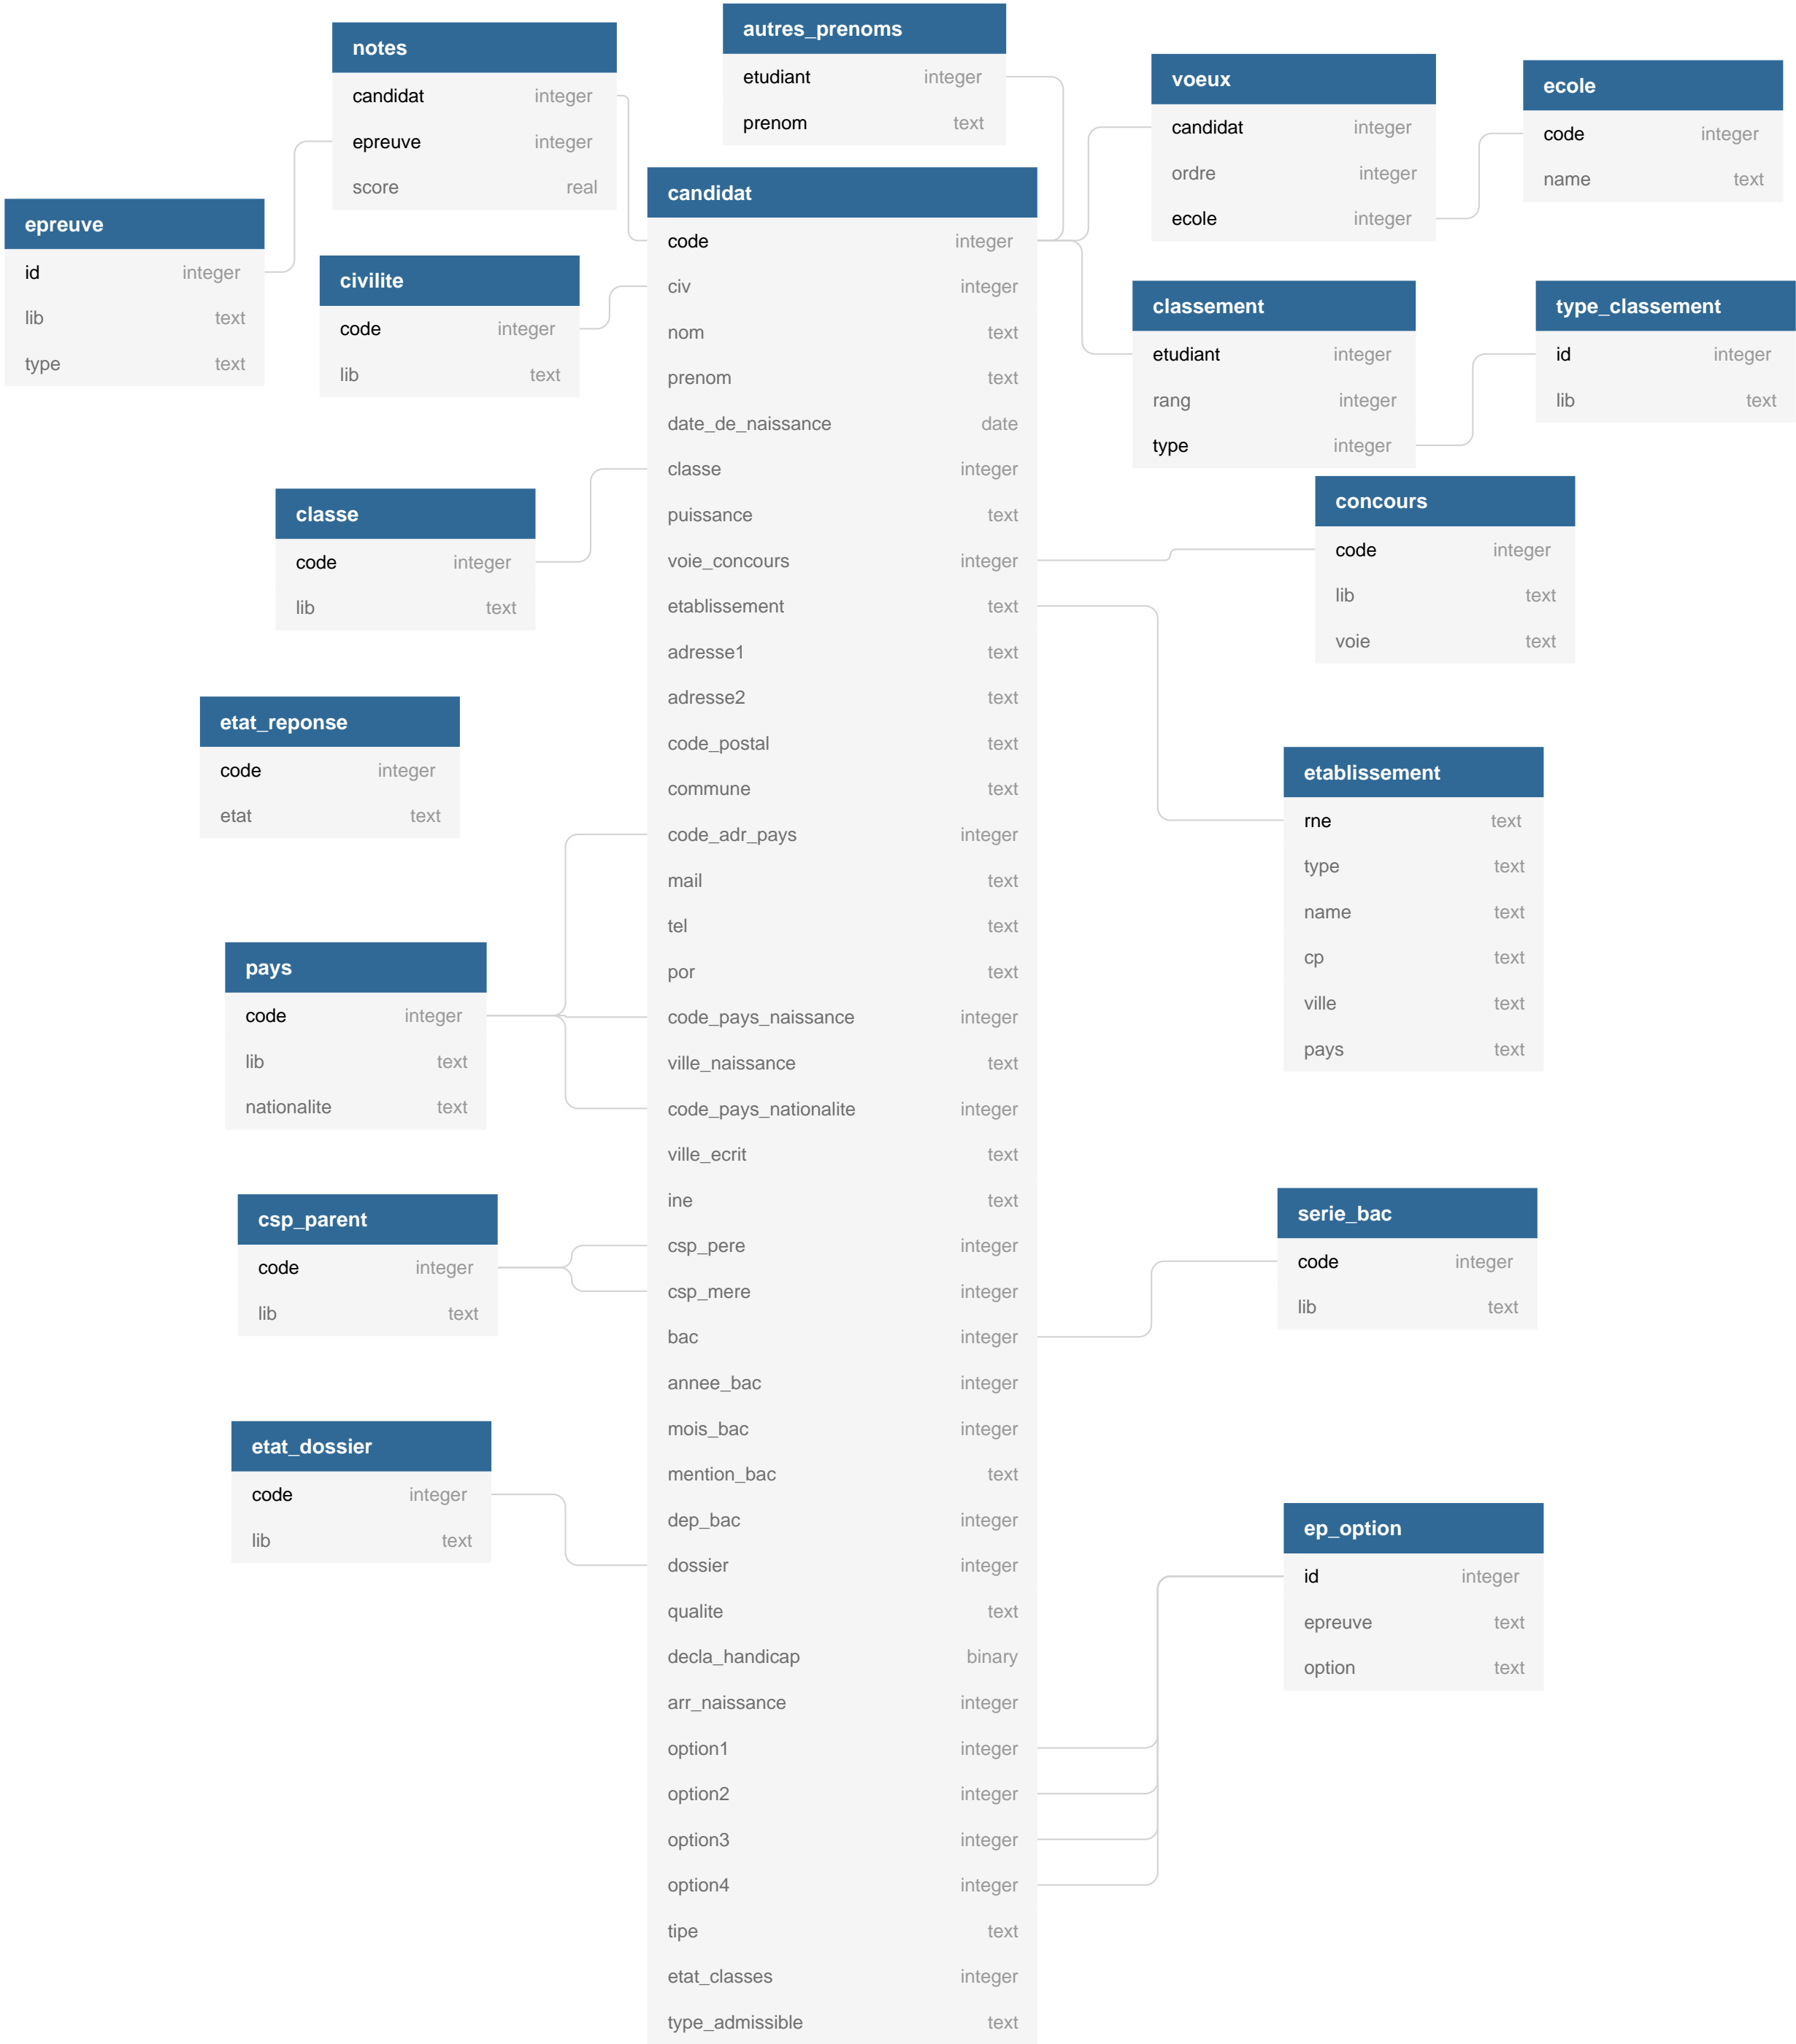 autres_prenoms
etudiant integer
prenom text
notes
candidat integer
epreuve integer
score real
voeux
candidat integer
ordre integer
ecole integer
ecole
code integer
name text
epreuve
id integer
lib text
type text
civilite
code integer
lib text
candidat
code integer
civ integer
nom text
prenom text
date_de_naissance date
classe integer
puissance text
voie_concours integer
etablissement text
adresse1 text
adresse2 text
code_postal text
commune text
code_adr_pays integer
mail text
tel text
por text
code_pays_naissance integer
ville_naissance text
code_pays_nationalite integer
ville_ecrit text
ine text
csp_pere integer
csp_mere integer
bac integer
annee_bac integer
mois_bac integer
mention_bac text
dep_bac integer
dossier integer
qualite text
decla_handicap binary
arr_naissance integer
option1 integer
option2 integer
option3 integer
option4 integer
tipe text
etat_classes integer
type_admissible text
classement
etudiant integer
rang integer
type integer
type_classement
id integer
lib text
classe
code integer
lib text
concours
code integer
lib text
voie text
etat_reponse
code integer
etat text
etablissement
rne text
type text
name text
cp text
ville text
pays text
pays
code integer
lib text
nationalite text
csp_parent
code integer
lib text
serie_bac
code integer
lib text
etat_dossier
code integer
lib text
ep_option
id integer
epreuve text
option text